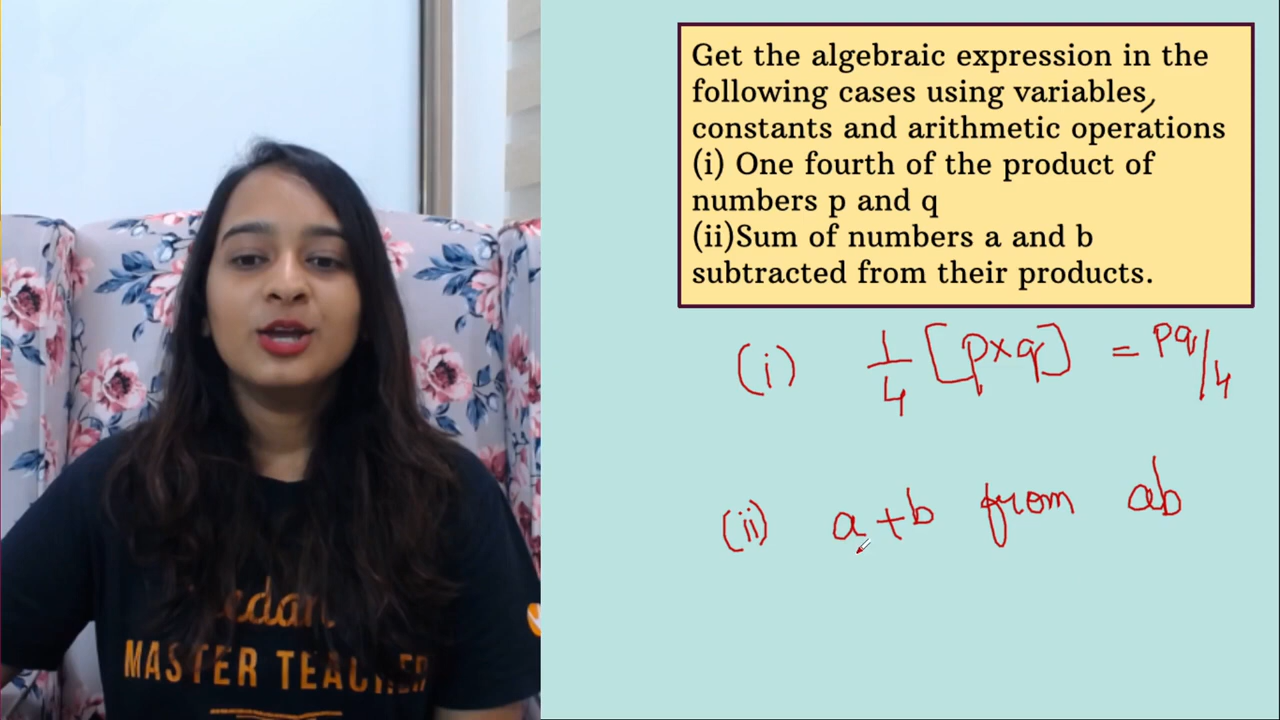 Get the algebraic expression in the
following cases using variables,
constants and arithmetic operations
(i) One fourth of the product of
numbers p and q
(ii)Sum of numbers a and b
subtracted from their products.
(i) 1/4 [p×q] = pq/4
(ii) a+b from ab
MASTER TEACHER